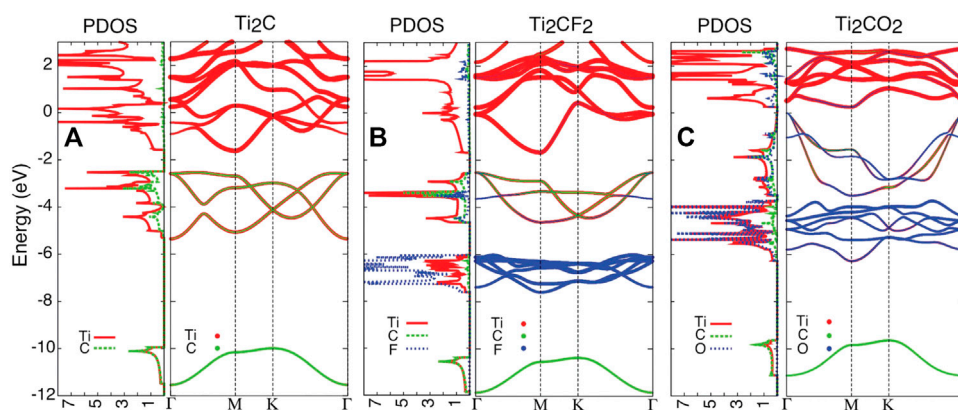 PDOS Ti₂C PDOS Ti₂CF₂ PDOS Ti₂CO₂
Energy (eV)
2
0
-2
-4
-6
-8
-10
-12
A
B
C
Ti
C
Ti
C
Ti
C
F
Ti
C
F
Ti
C
O
Ti
C
O
7 5 3 1 Γ M K Γ 7 5 3 1 Γ M K Γ 7 5 3 1 Γ M K Γ